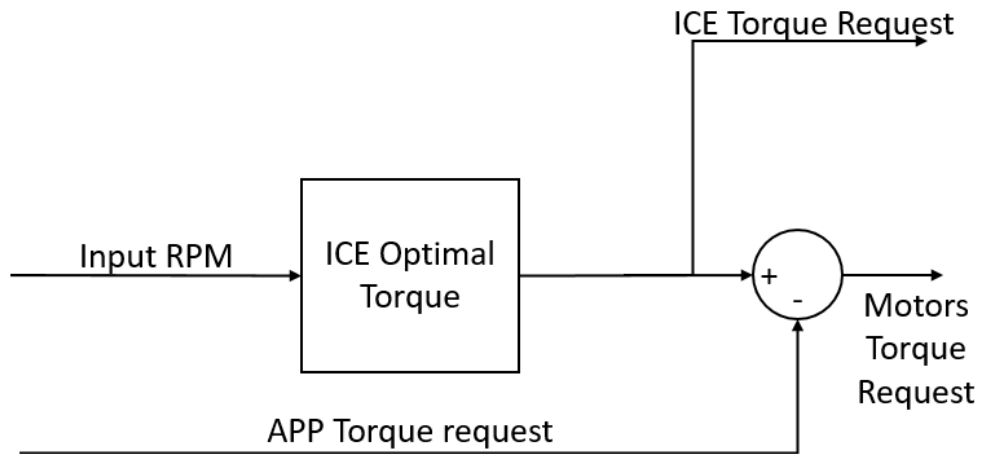 ICE Torque Request
Input RPM
ICE Optimal
Torque
+
-
Motors
Torque
Request
APP Torque request